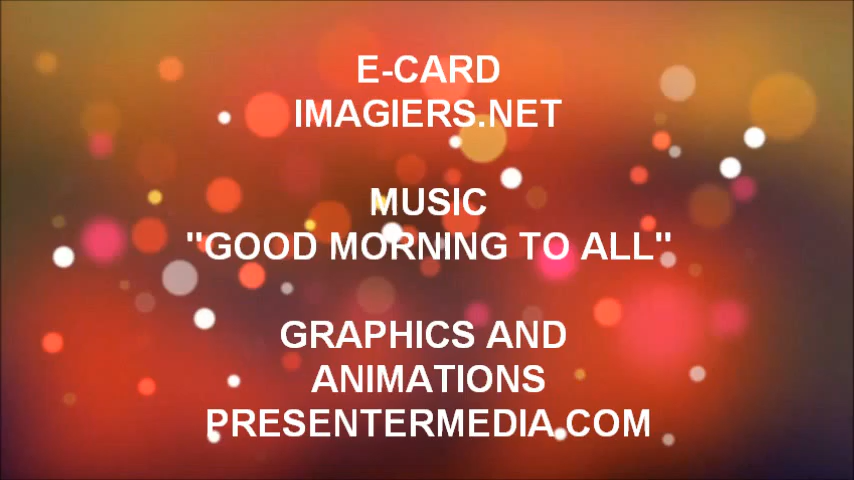 E-CARD
IMAGIERS.NET
MUSIC
"GOOD MORNING TO ALL"
GRAPHICS AND
ANIMATIONS
PRESENTERMEDIA.COM